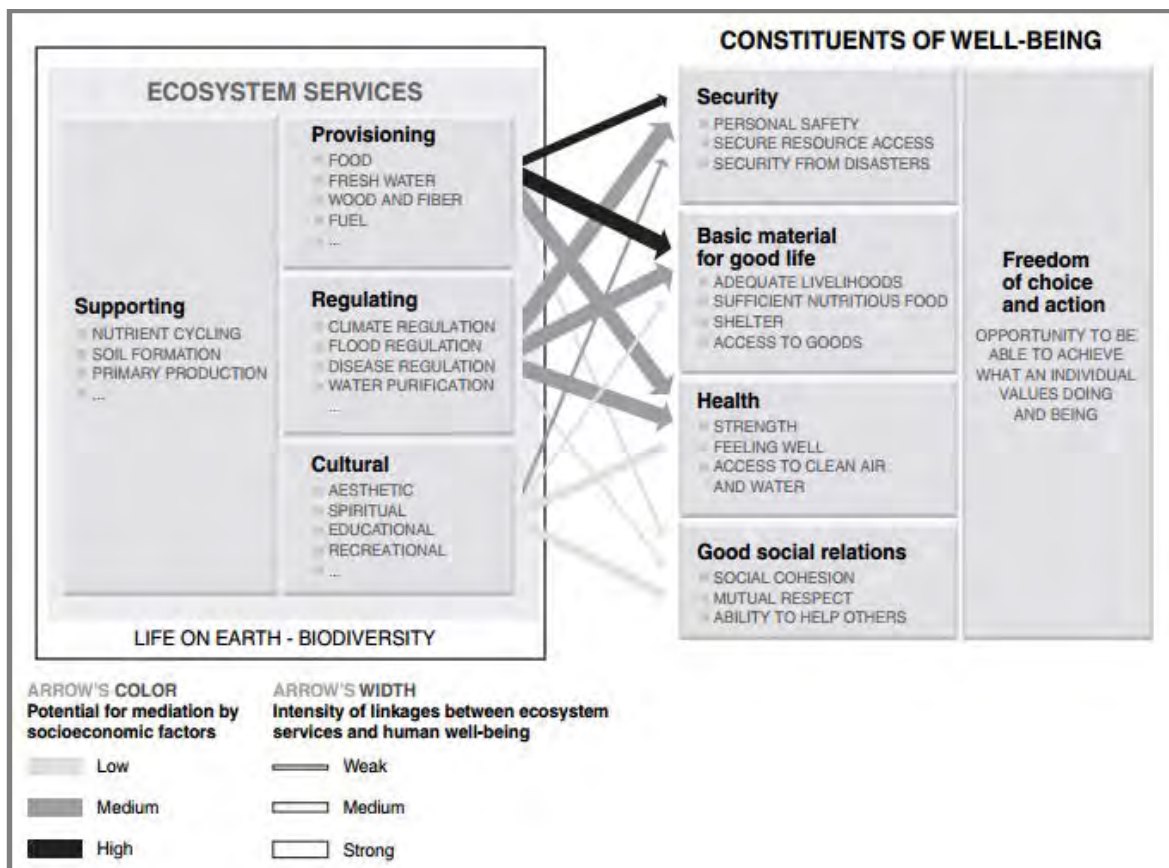 ECOSYSTEM SERVICES
Supporting
NUTRIENT CYCLING
SOIL FORMATION
PRIMARY PRODUCTION
...
Provisioning
FOOD
FRESH WATER
WOOD AND FIBER
FUEL
...
Regulating
CLIMATE REGULATION
FLOOD REGULATION
DISEASE REGULATION
WATER PURIFICATION
...
Cultural
AESTHETIC
SPIRITUAL
EDUCATIONAL
RECREATIONAL
...
LIFE ON EARTH - BIODIVERSITY
CONSTITUENTS OF WELL-BEING
Security
PERSONAL SAFETY
SECURE RESOURCE ACCESS
SECURITY FROM DISASTERS
Basic material
for good life
ADEQUATE LIVELIHOODS
SUFFICIENT NUTRITIOUS FOOD
SHELTER
ACCESS TO GOODS
Health
STRENGTH
FEELING WELL
ACCESS TO CLEAN AIR
AND WATER
Good social relations
SOCIAL COHESION
MUTUAL RESPECT
ABILITY TO HELP OTHERS
Freedom
of choice
and action
OPPORTUNITY TO BE
ABLE TO ACHIEVE
WHAT AN INDIVIDUAL
VALUES DOING
AND BEING
ARROW'S COLOR
Potential for mediation by
socioeconomic factors
Low
Medium
High
ARROW'S WIDTH
Intensity of linkages between ecosystem
services and human well-being
Weak
Medium
Strong